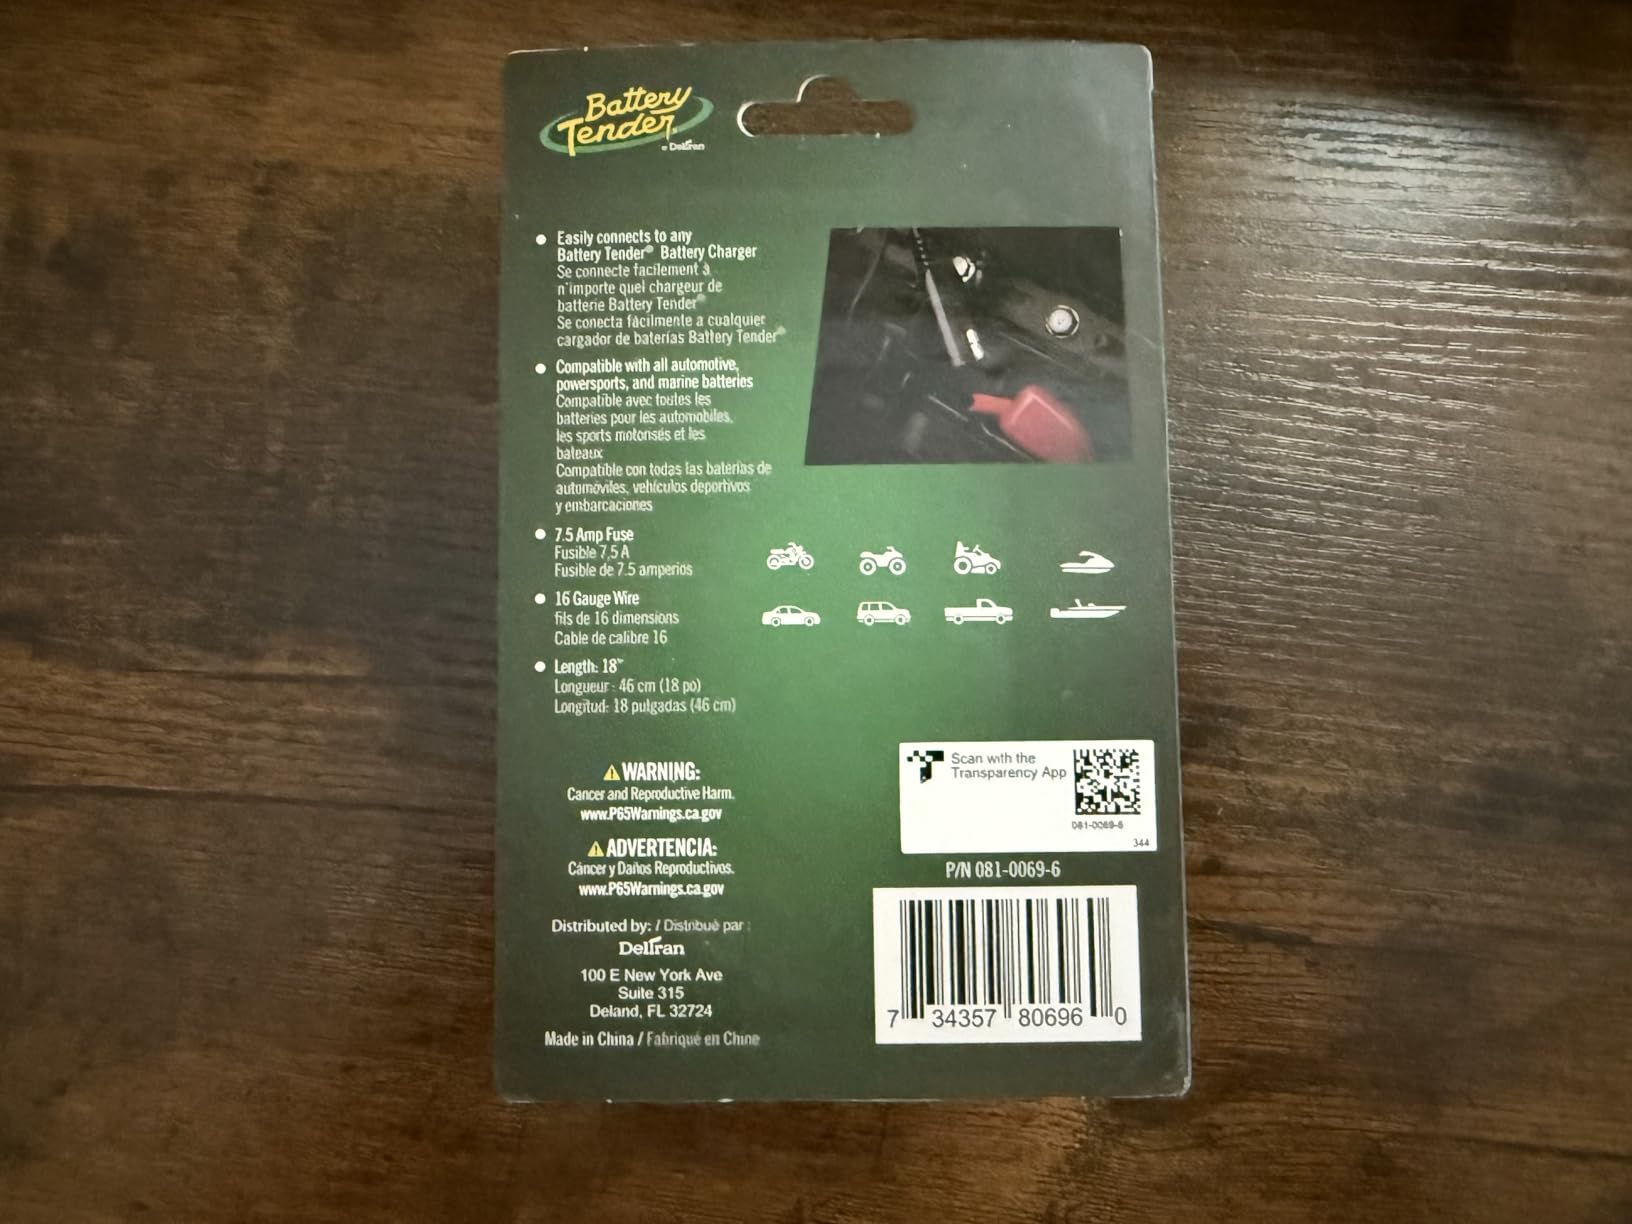 Battery
Tender®
Deltran
Easily connects to any
Battery Tender® Battery Charger
Se connecte facilement à
n'importe quel chargeur de
batterie Battery Tender®
Se conecta fácilmente a cualquier
cargador de baterías Battery Tender®
Compatible with all automotive,
powersports, and marine batteries
Compatible avec toutes les
batteries pour les automobiles,
les sports motorisés et les
bateaux
Compatible con todas las baterías de
automóviles, vehículos deportivos
y embarcaciones
7.5 Amp Fuse
Fusible 7,5 A
Fusible de 7.5 amperios
16 Gauge Wire
fils de 16 dimensions
Cable de calibre 16
Length: 18"
Longueur : 46 cm (18 po)
Longitud: 18 pulgadas (46 cm)
WARNING:
Cancer and Reproductive Harm.
www.P65Warnings.ca.gov
ADVERTENCIA:
Cáncer y Daños Reproductivos.
www.P65Warnings.ca.gov
Distributed by: / Distribué par :
Deltran
100 E New York Ave
Suite 315
Deland, FL 32724
Made in China / Fabriqué en Chine
Scan with the
Transparency App
081-0069-6
344
P/N 081-0069-6
7 34357 80696 0